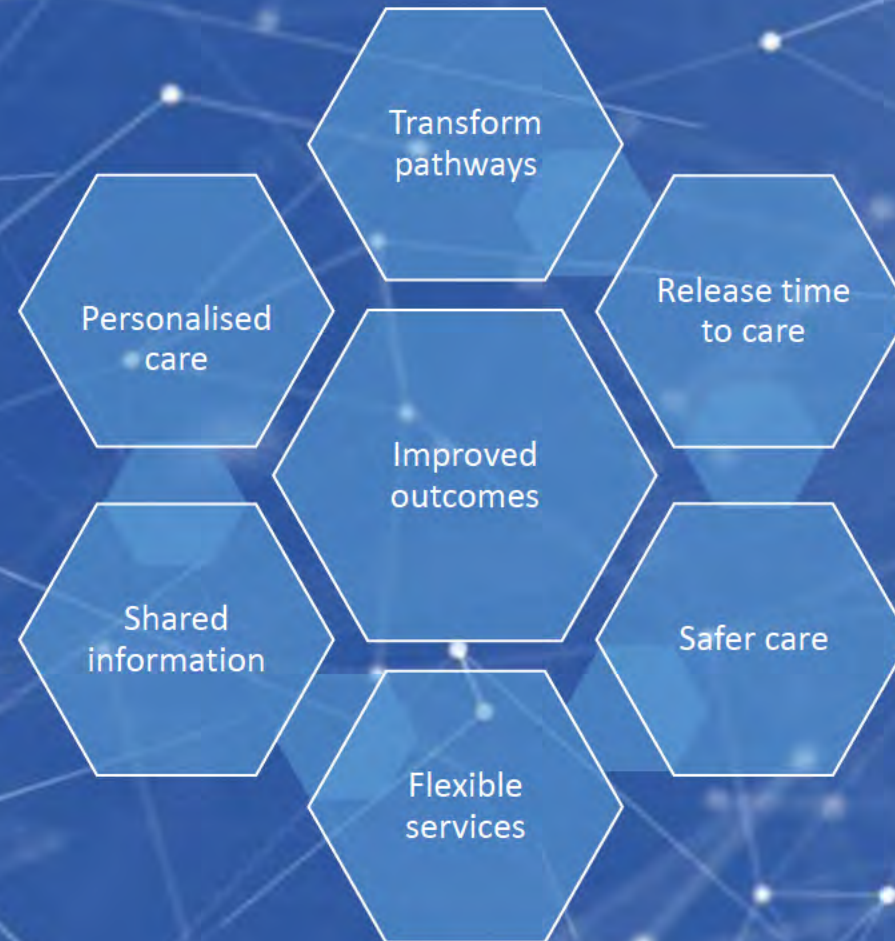 Transform
pathways
Release time
to care
Personalised
care
Improved
outcomes
Shared
information
Safer care
Flexible
services